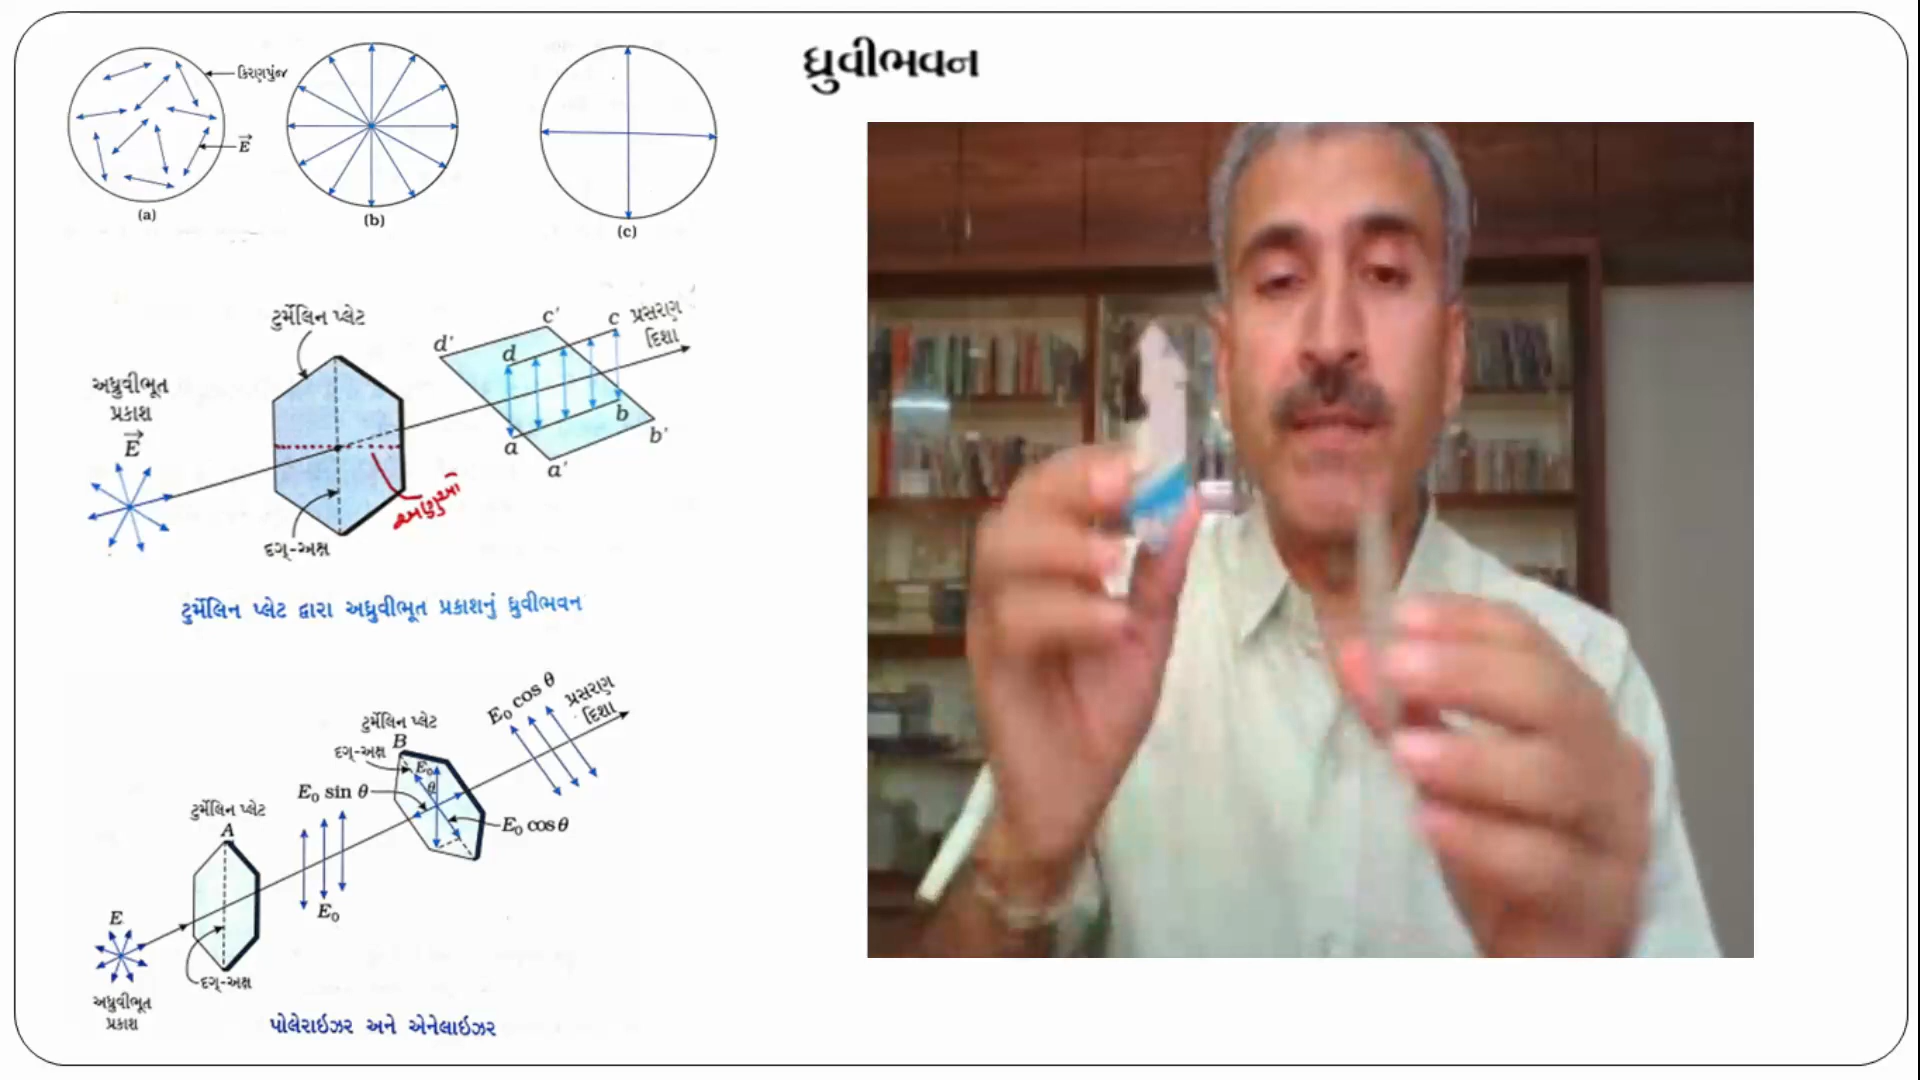 ધ્રુવીભવન
કિરણપુંજ
E
(a)
(b)
(c)
ટુર્મેલિન પ્લેટ
અધ્રુવીભૂત
પ્રકાશ
E
દગ્-અક્ષ
અણુઓ
d'
c'
d
c
a
b
a'
b'
પ્રસરણ
દિશા
ટુર્મેલિન પ્લેટ દ્વારા અધ્રુવીભૂત પ્રકાશનું ધ્રુવીભવન
E
અધ્રુવીભૂત
પ્રકાશ
ટુર્મેલિન પ્લેટ
A
દગ્-અક્ષ
E₀
ટુર્મેલિન પ્લેટ
B
દગ્-અક્ષ
E₀
θ
E₀ sin θ
E₀ cos θ
E₀ cos θ
પ્રસરણ
દિશા
પોલેરાઇઝર અને એનેલાઇઝર